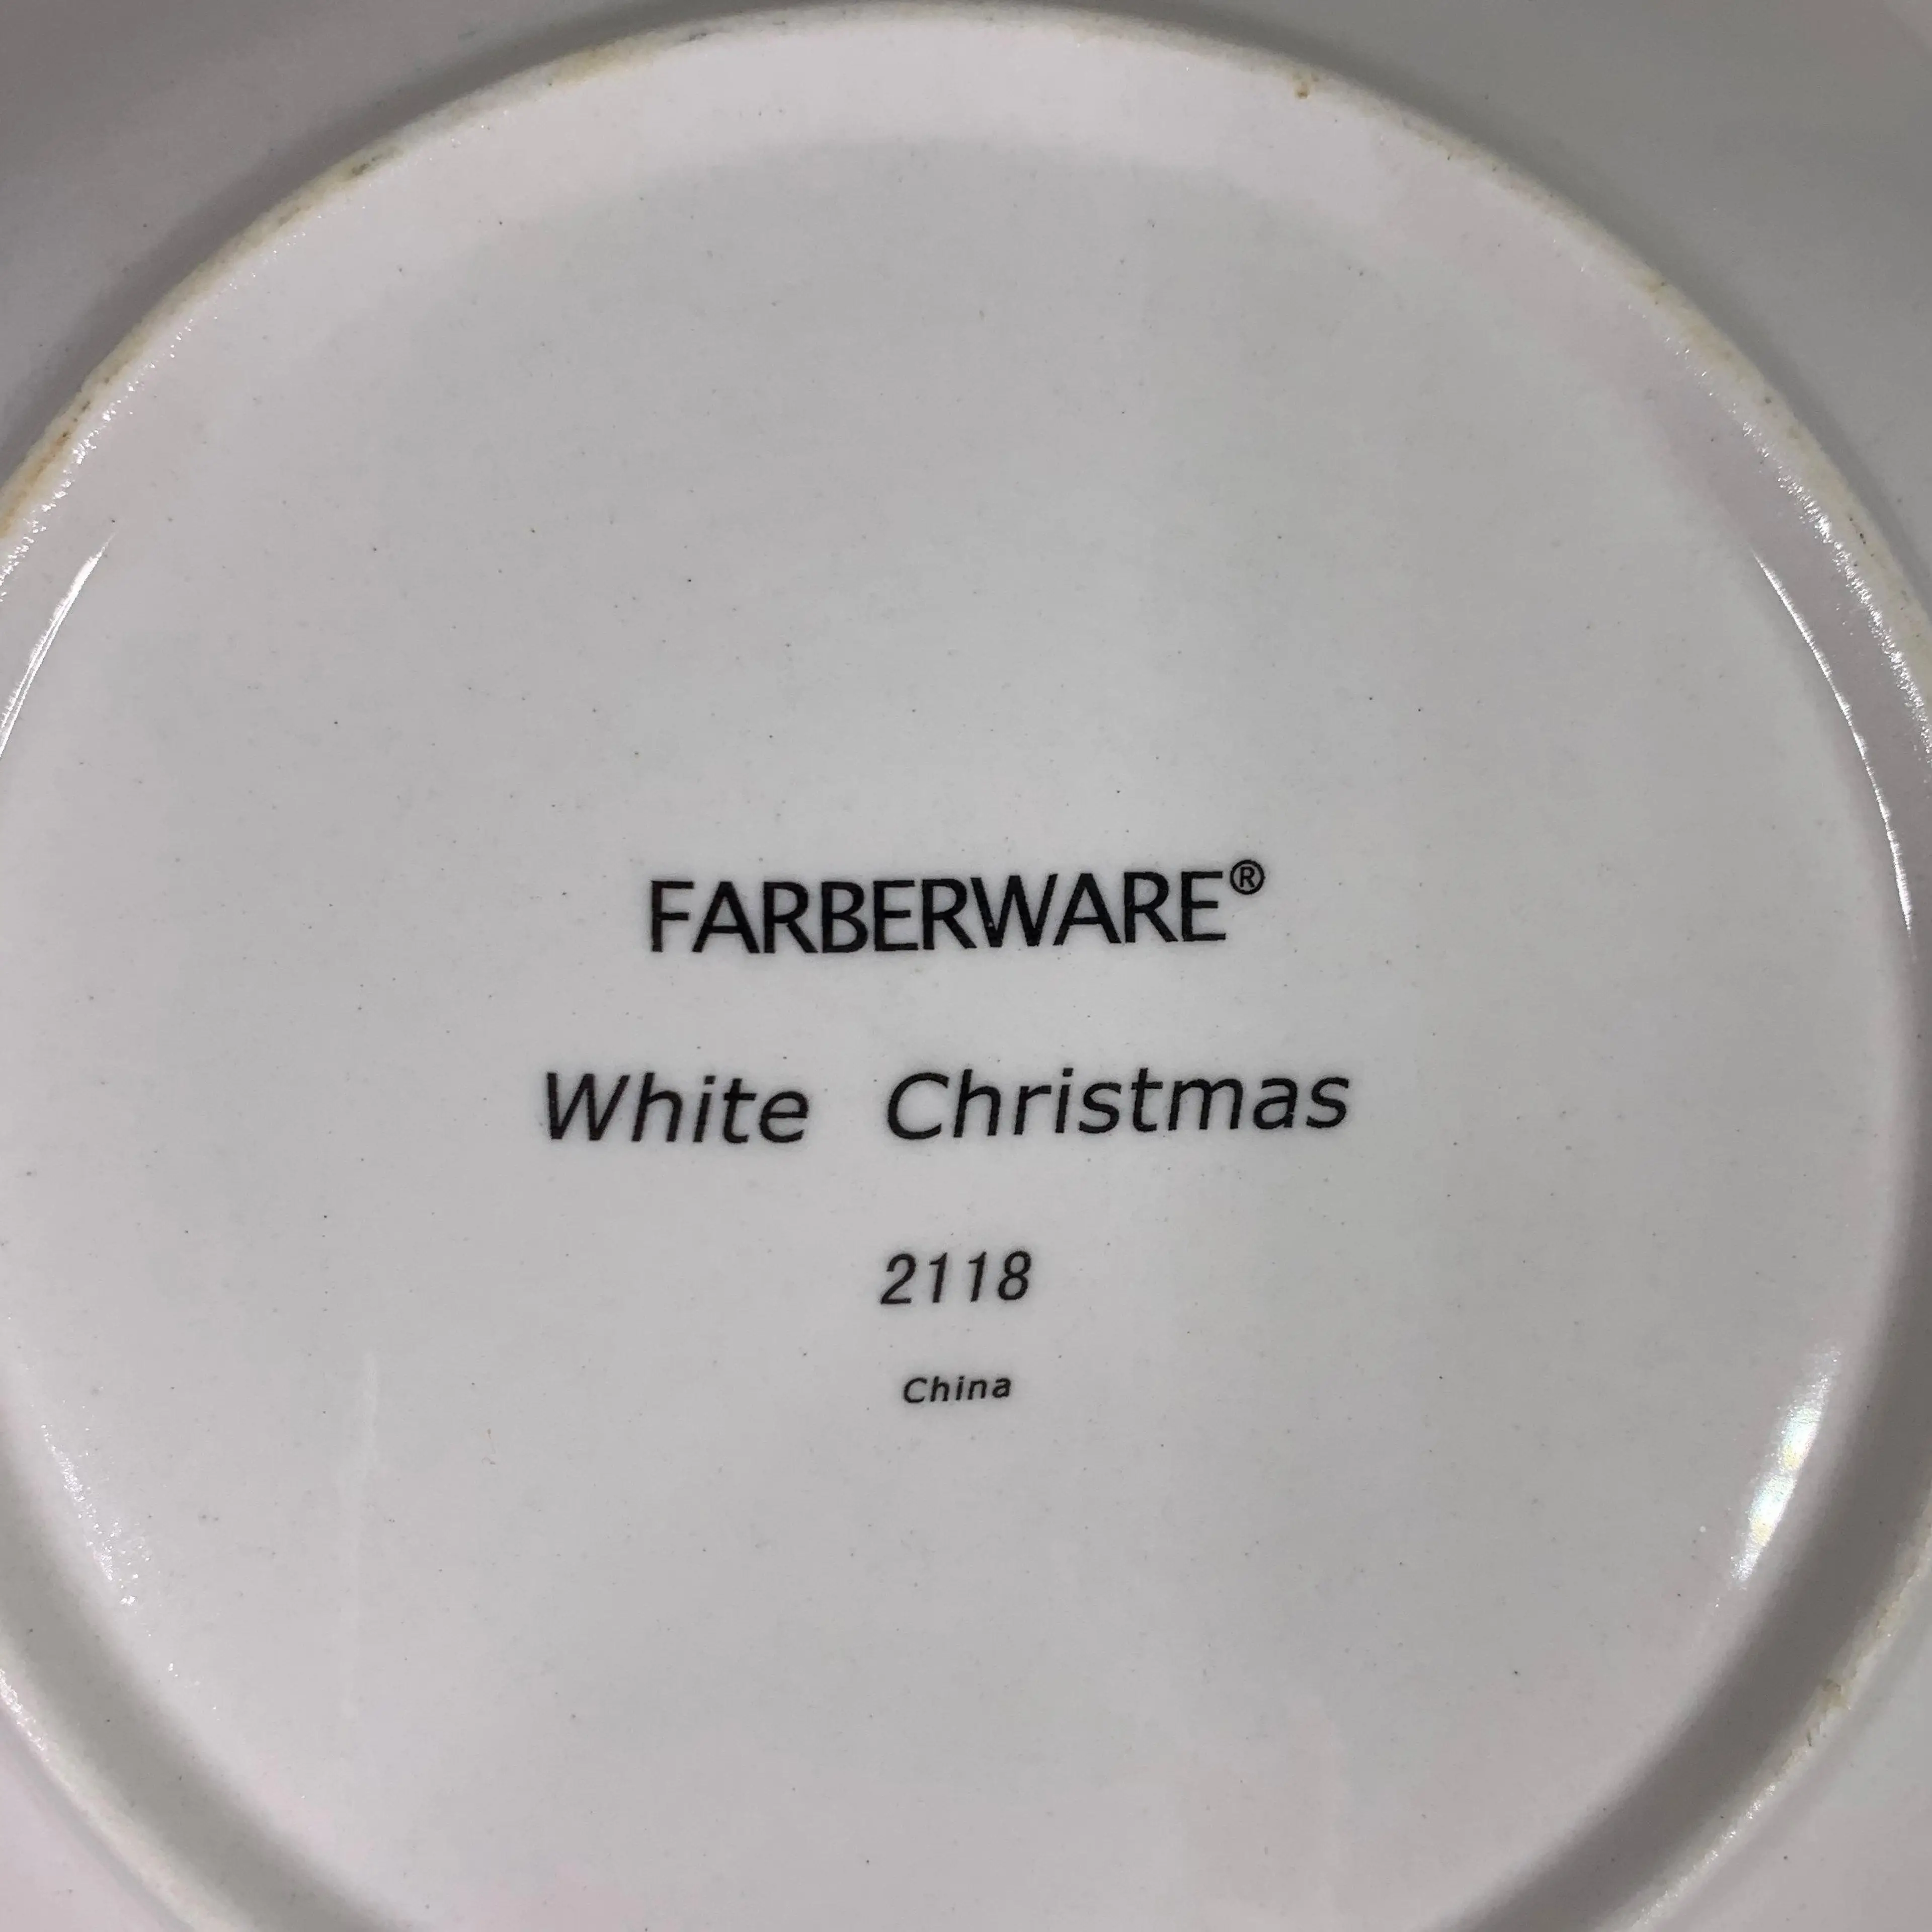 FARBERWARE®
White Christmas
2118
China